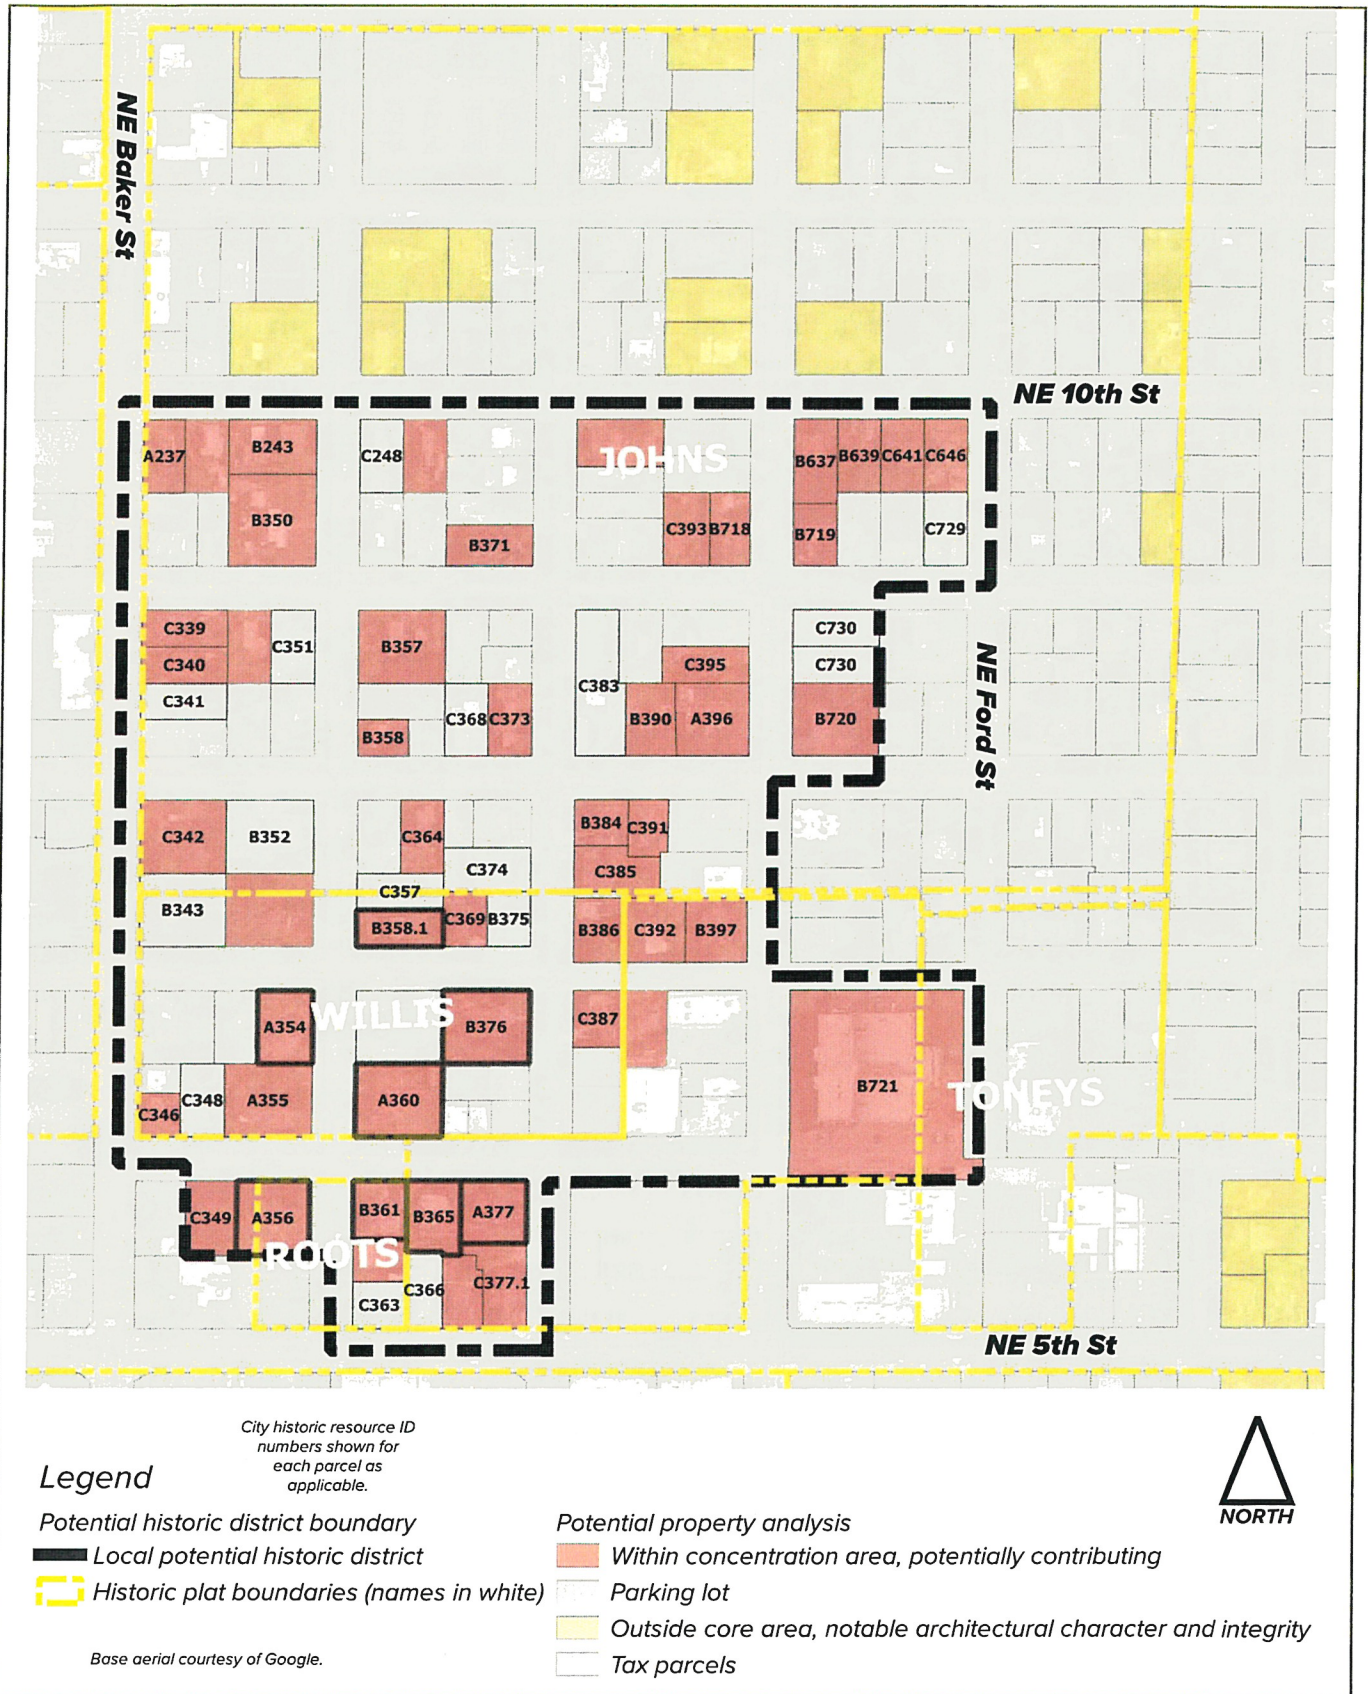 NE Baker St
NE 10th St
A237
B243
C248
JOHNS
B637
B639
C641
C646
B350
B371
C393
B718
B719
C729
C339
C340
C341
C351
B357
B358
C368
C373
C383
C395
B390
A396
C730
C730
B720
NE Ford St
C342
B352
C364
C374
B384
C391
C385
B343
C357
B358.1
C369
B375
B386
C392
B397
A354
WILLIS
B376
C387
B721
TONEYS
C346
C348
A355
A360
C349
A356
ROOTS
B361
B365
A377
C363
C366
C377.1
NE 5th St
City historic resource ID
numbers shown for
each parcel as
applicable.
Legend
Potential historic district boundary
Local potential historic district
Historic plat boundaries (names in white)
Base aerial courtesy of Google.
Potential property analysis
Within concentration area, potentially contributing
Parking lot
Outside core area, notable architectural character and integrity
Tax parcels
NORTH